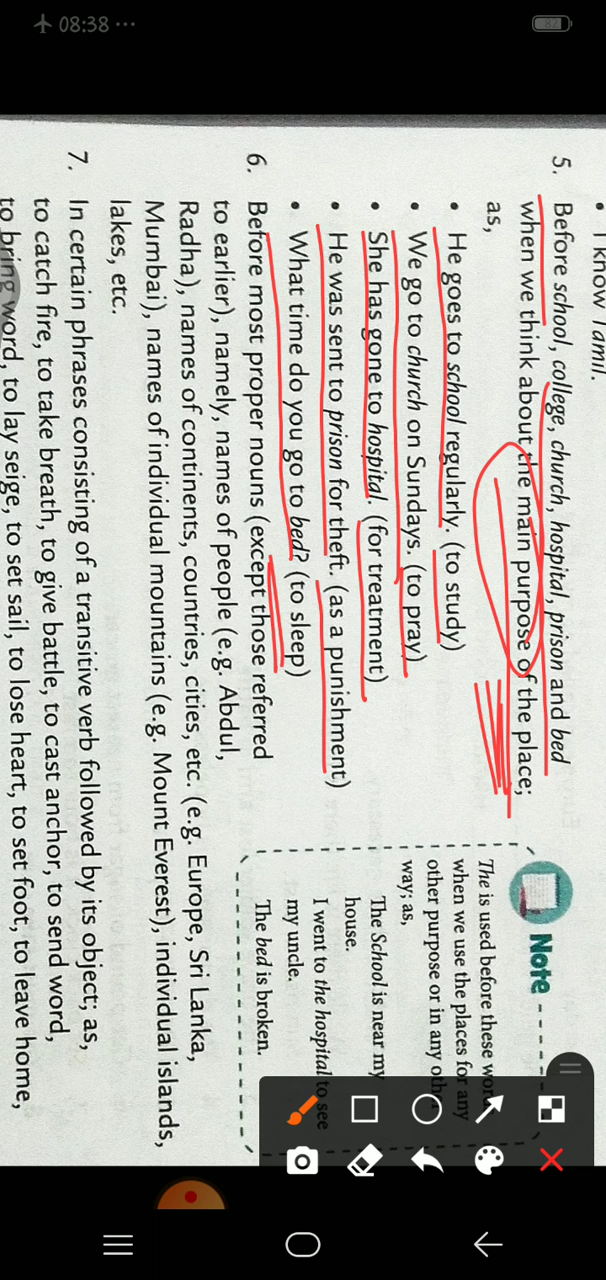 08:38 ...
82
I know Tamil.
5. Before school, college, church, hospital, prison and bed
when we think about the main purpose of the place;
as,
• He goes to school regularly. (to study)
• We go to church on Sundays. (to pray)
• She has gone to hospital. (for treatment)
• He was sent to prison for theft. (as a punishment)
• What time do you go to bed? (to sleep)
6. Before most proper nouns (except those referred
to earlier), namely, names of people (e.g. Abdul,
Radha), names of continents, countries, cities, etc. (e.g. Europe, Sri Lanka,
Mumbai), names of individual mountains (e.g. Mount Everest), individual islands,
lakes, etc.
7. In certain phrases consisting of a transitive verb followed by its object; as,
to catch fire, to take breath, to give battle, to cast anchor, to send word,
to bring word, to lay seige, to set sail, to lose heart, to set foot, to leave home,
Note
The is used before these
when we use the places for any
other purpose or in any
way; as,
The School is near my
house.
I went to the hospital to see
my uncle.
The bed is broken.